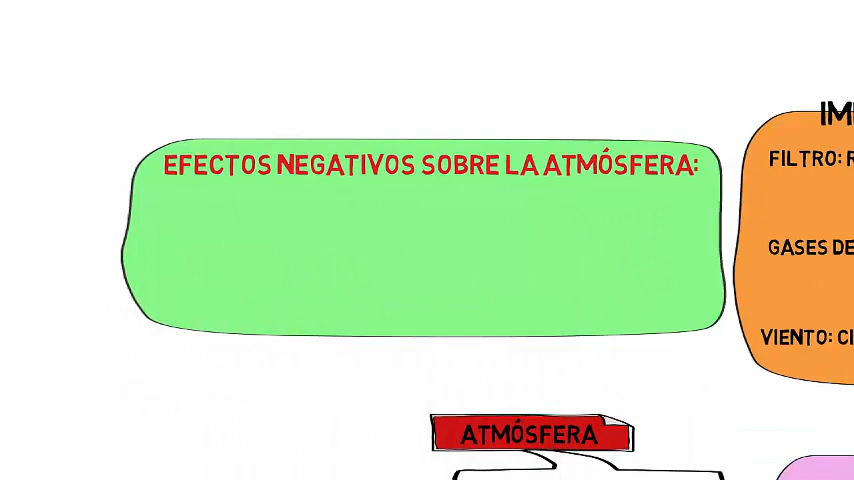 EFECTOS NEGATIVOS SOBRE LA ATMÓSFERA:
FILTRO:
GASES DE
VIENTO:
ATMÓSFERA